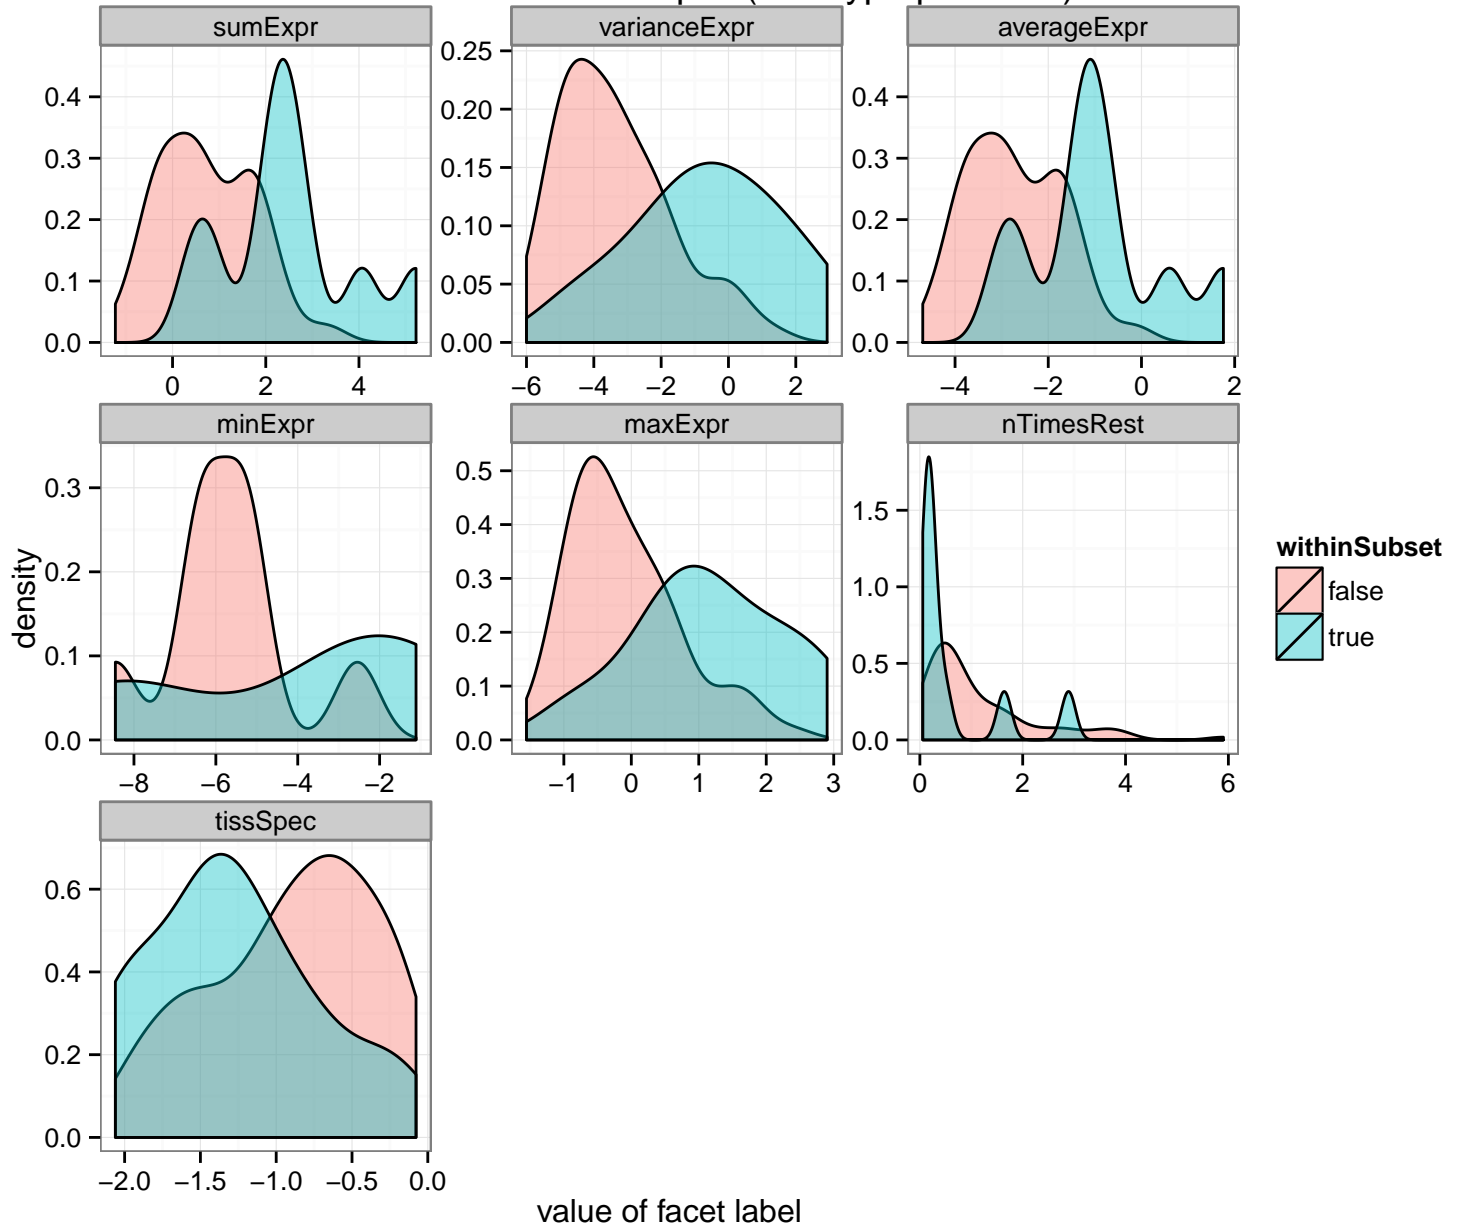 sumExpr
varianceExpr
averageExpr
0.0
0.1
0.2
0.3
0.4
0 2 4
0.00
0.05
0.10
0.15
0.20
0.25
−6 −4 −2 0 2
0.0
0.1
0.2
0.3
0.4
−4 −2 0 2
minExpr
maxExpr
nTimesRest
0.0
0.1
0.2
0.3
−8 −6 −4 −2
0.0
0.1
0.2
0.3
0.4
0.5
−1 0 1 2 3
0.0
0.5
1.0
1.5
0 2 4 6
tissSpec
0.0
0.2
0.4
0.6
−2.0 −1.5 −1.0 −0.5 0.0
density
value of facet label
withinSubset
false
true